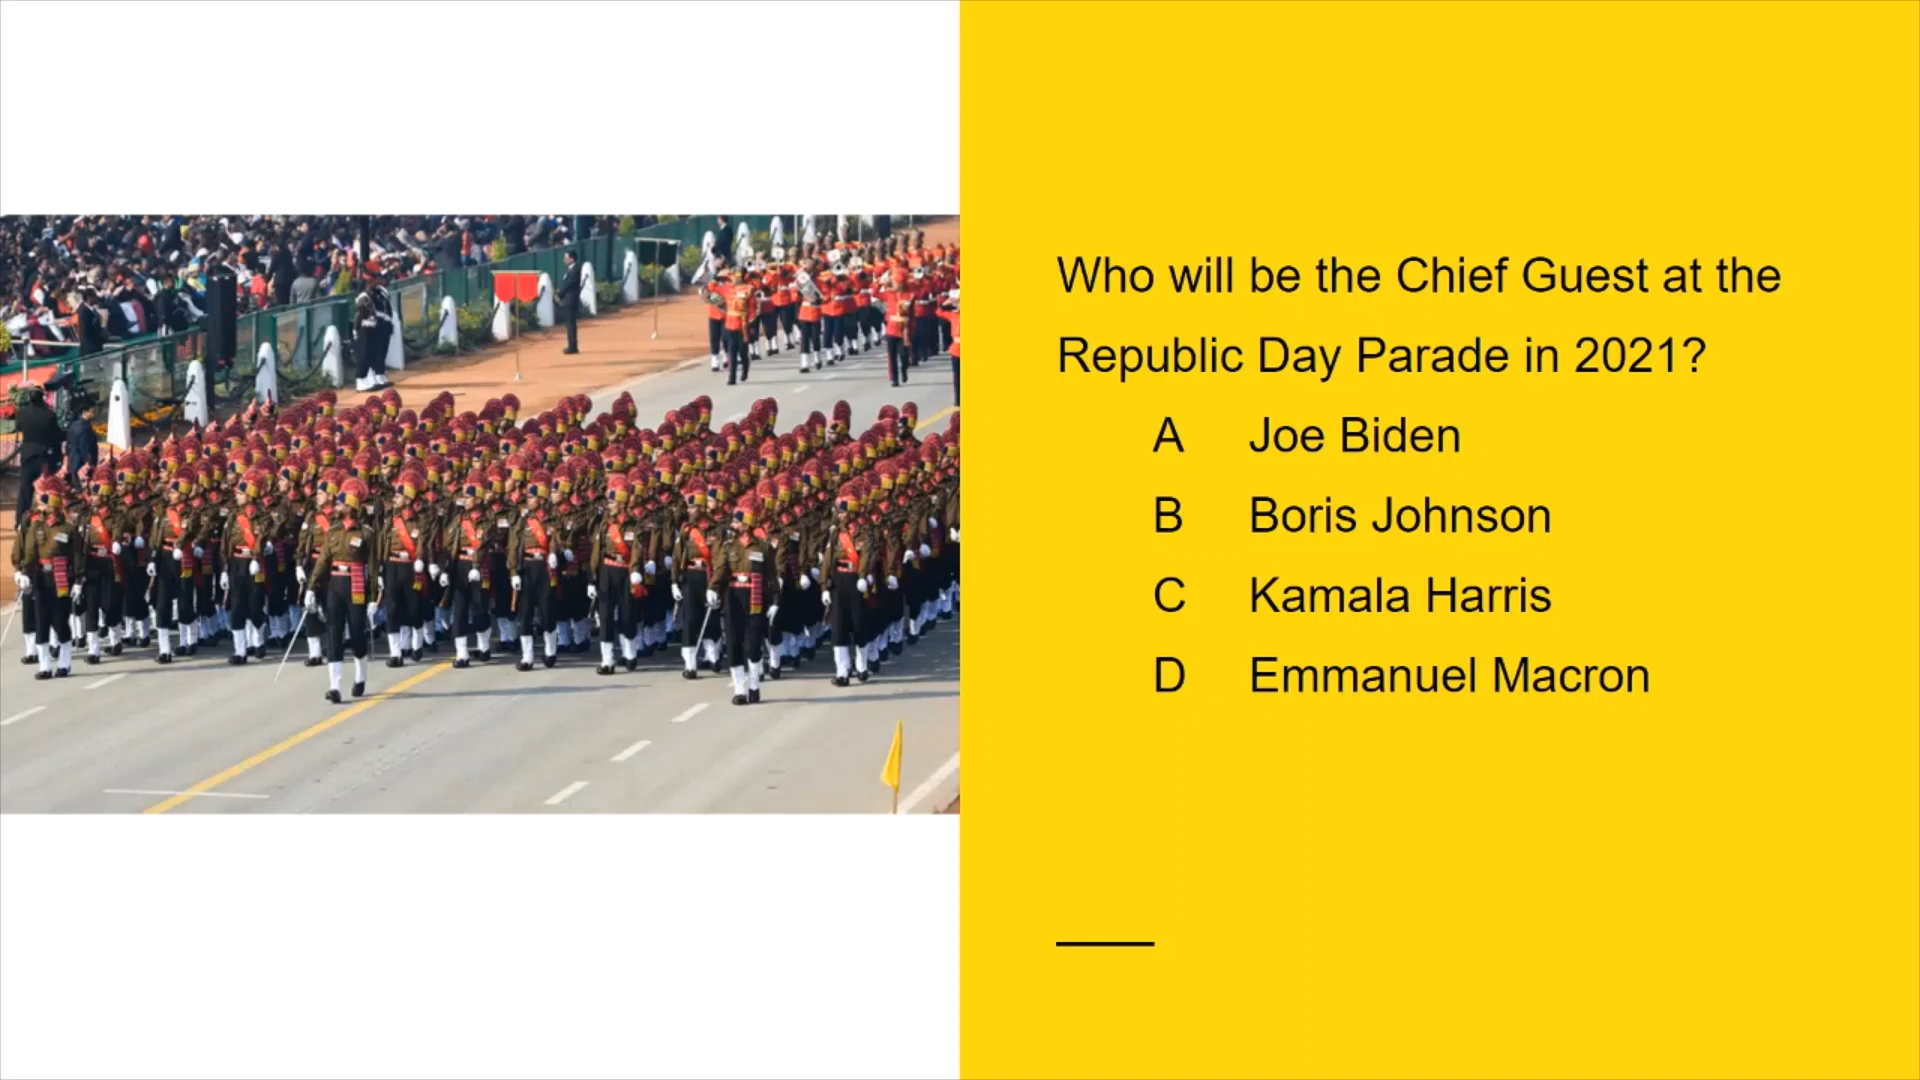 Who will be the Chief Guest at the
Republic Day Parade in 2021?
A Joe Biden
B Boris Johnson
C Kamala Harris
D Emmanuel Macron